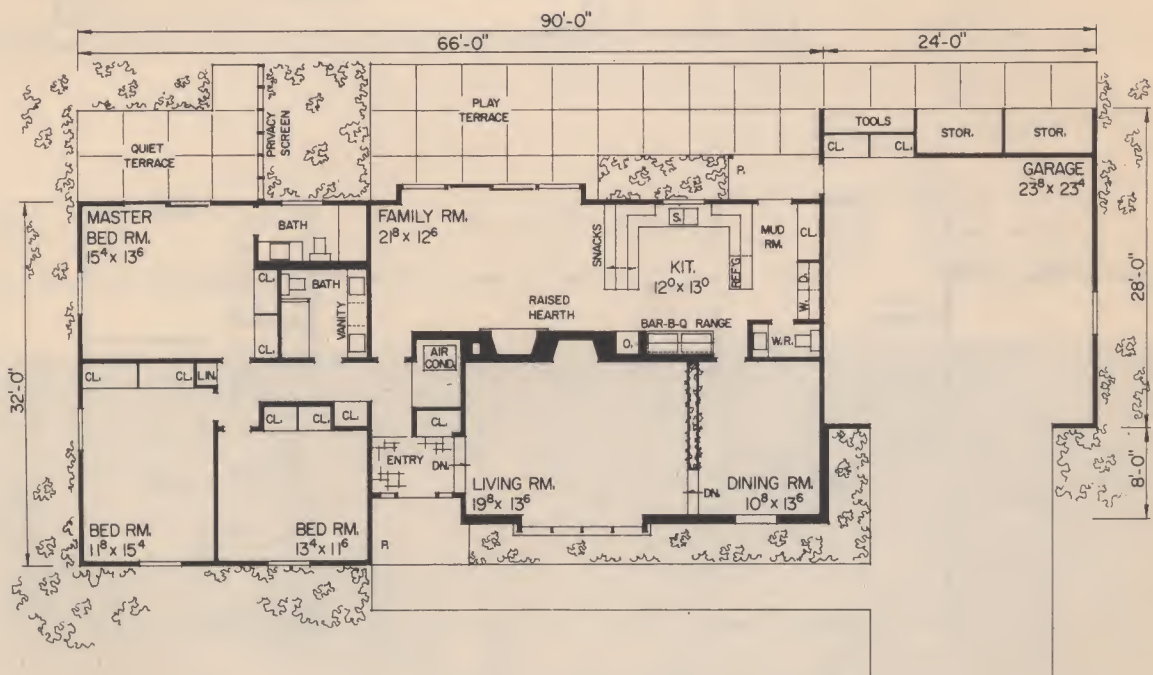 90'-0"
66'-0"
24'-0"
QUIET
TERRACE
PRIVACY
SCREEN
PLAY
TERRACE
P.
TOOLS
CL.
CL.
STOR.
STOR.
GARAGE
23⁸ x 23⁴
28'-0"
8'-0"
32'-0"
MASTER
BED RM.
15⁴ x 13⁶
BATH
FAMILY RM.
21⁸ x 12⁶
SNACKS
S.
KIT.
12⁰ x 13⁰
REF'G
MUD
RM.
CL.
D.
W.
CL.
CL.
BATH
VANITY
RAISED
HEARTH
BAR-B-Q RANGE
O.
W.R.
AIR
COND.
CL.
CL.
CL.
LIN.
CL.
CL.
CL.
ENTRY
DN.
LIVING RM.
19⁸ x 13⁶
DN.
DINING RM.
10⁸ x 13⁶
BED RM.
11⁸ x 15⁴
BED RM.
13⁴ x 11⁶
P.